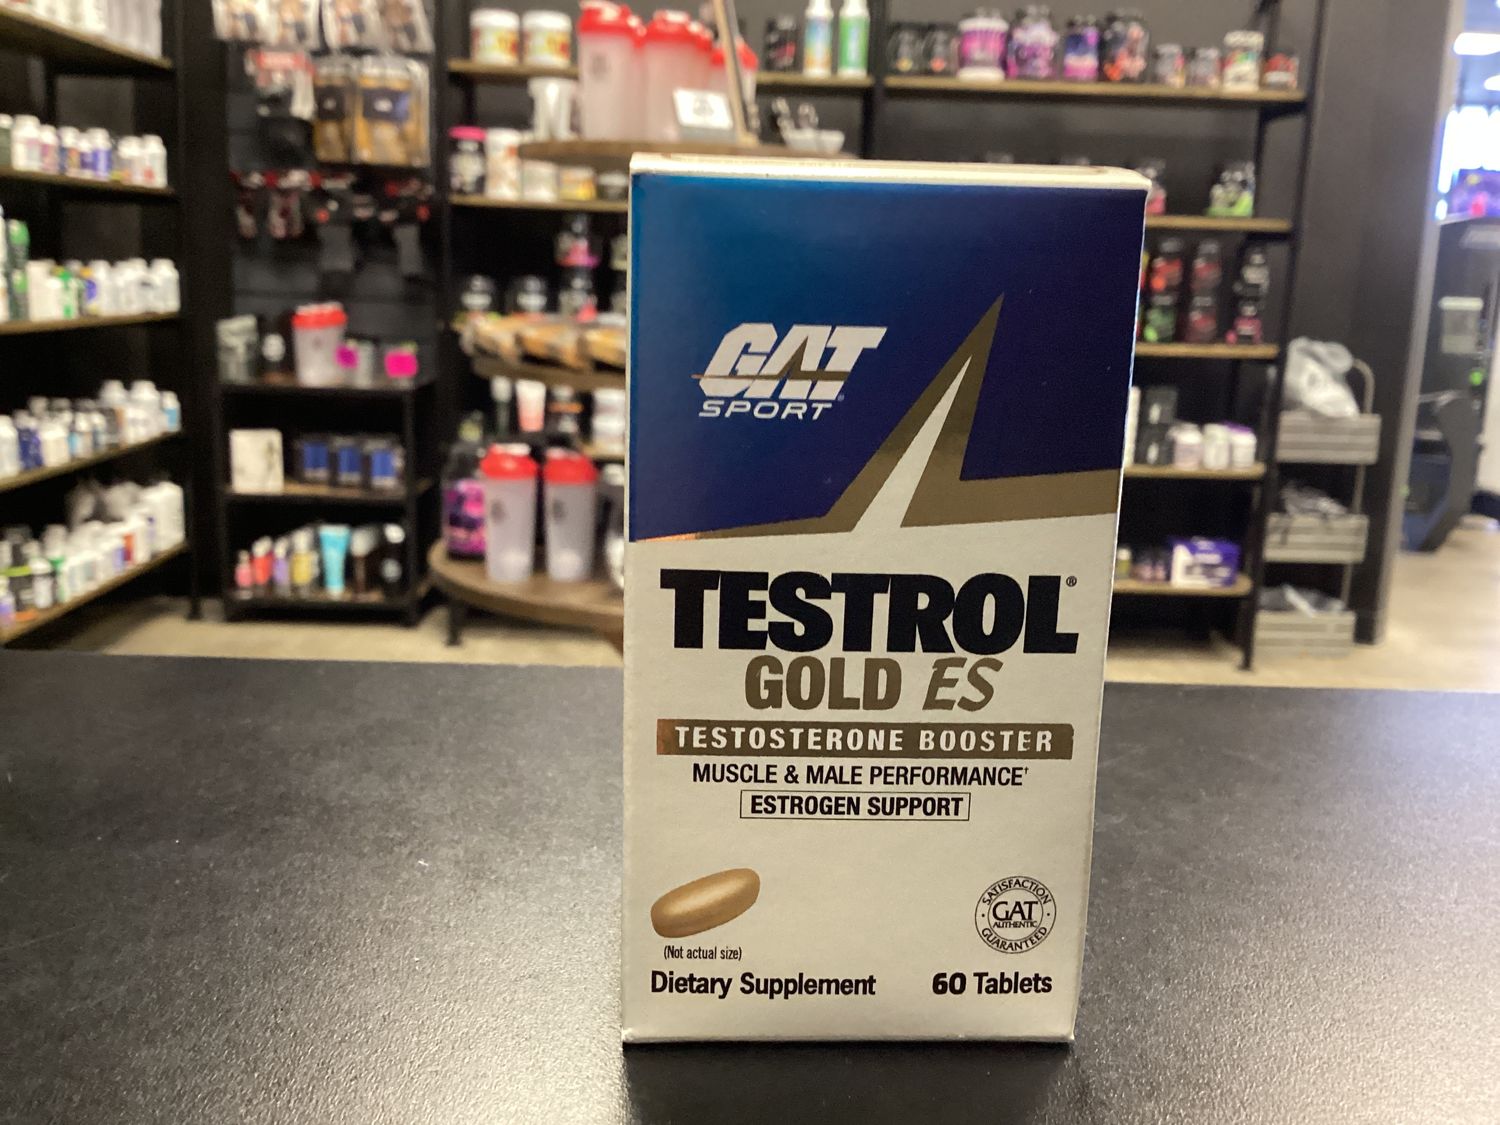 GAT
SPORT
TESTROL®
GOLD ES
TESTOSTERONE BOOSTER
MUSCLE & MALE PERFORMANCE†
ESTROGEN SUPPORT
(Not actual size)
SATISFACTION
GAT
AUTHENTIC
GUARANTEED
Dietary Supplement
60 Tablets